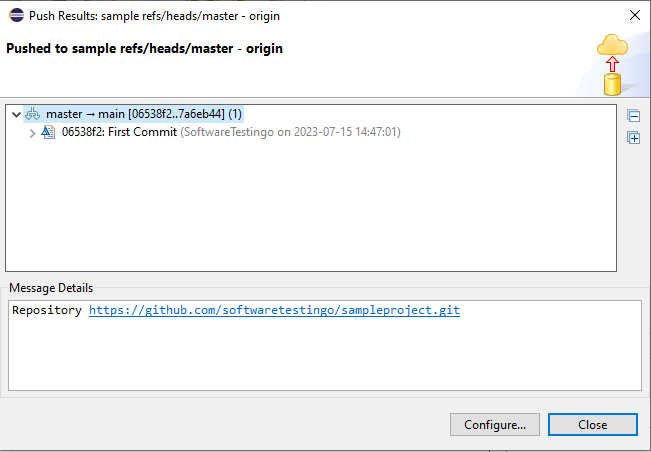 Push Results: sample refs/heads/master - origin
Pushed to sample refs/heads/master - origin
master → main [06538f2..7a6eb44] (1)
06538f2: First Commit (SoftwareTestingo on 2023-07-15 14:47:01)
Message Details
Repository https://github.com/softwaretestingo/sampleproject.git
Configure...
Close